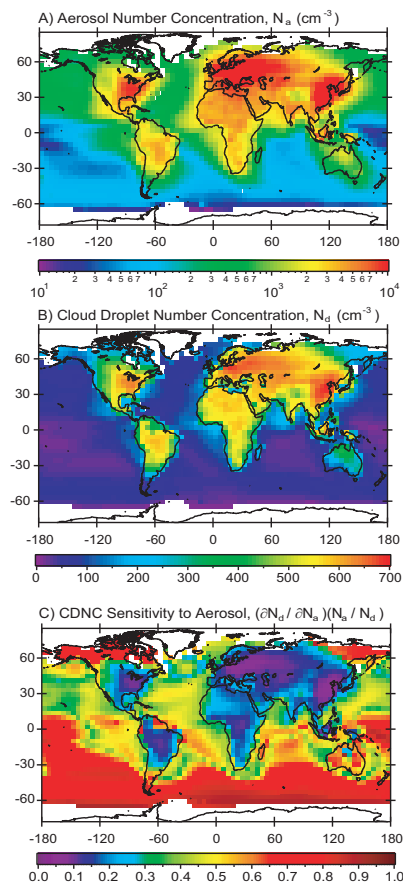 A) Aerosol Number Concentration, Nₐ (cm⁻³)
60
30
0
-30
-60
-180 -120 -60 0 60 120 180
2 3 4 5 6 7 2 3 4 5 6 7 2 3 4 5 6 7
10¹ 10² 10³ 10⁴
B) Cloud Droplet Number Concentration, N_d (cm⁻³)
60
30
0
-30
-60
-180 -120 -60 0 60 120 180
0 100 200 300 400 500 600 700
C) CDNC Sensitivity to Aerosol, (∂N_d / ∂Nₐ)(Nₐ / N_d)
60
30
0
-30
-60
-180 -120 -60 0 60 120 180
0.0 0.1 0.2 0.3 0.4 0.5 0.6 0.7 0.8 0.9 1.0